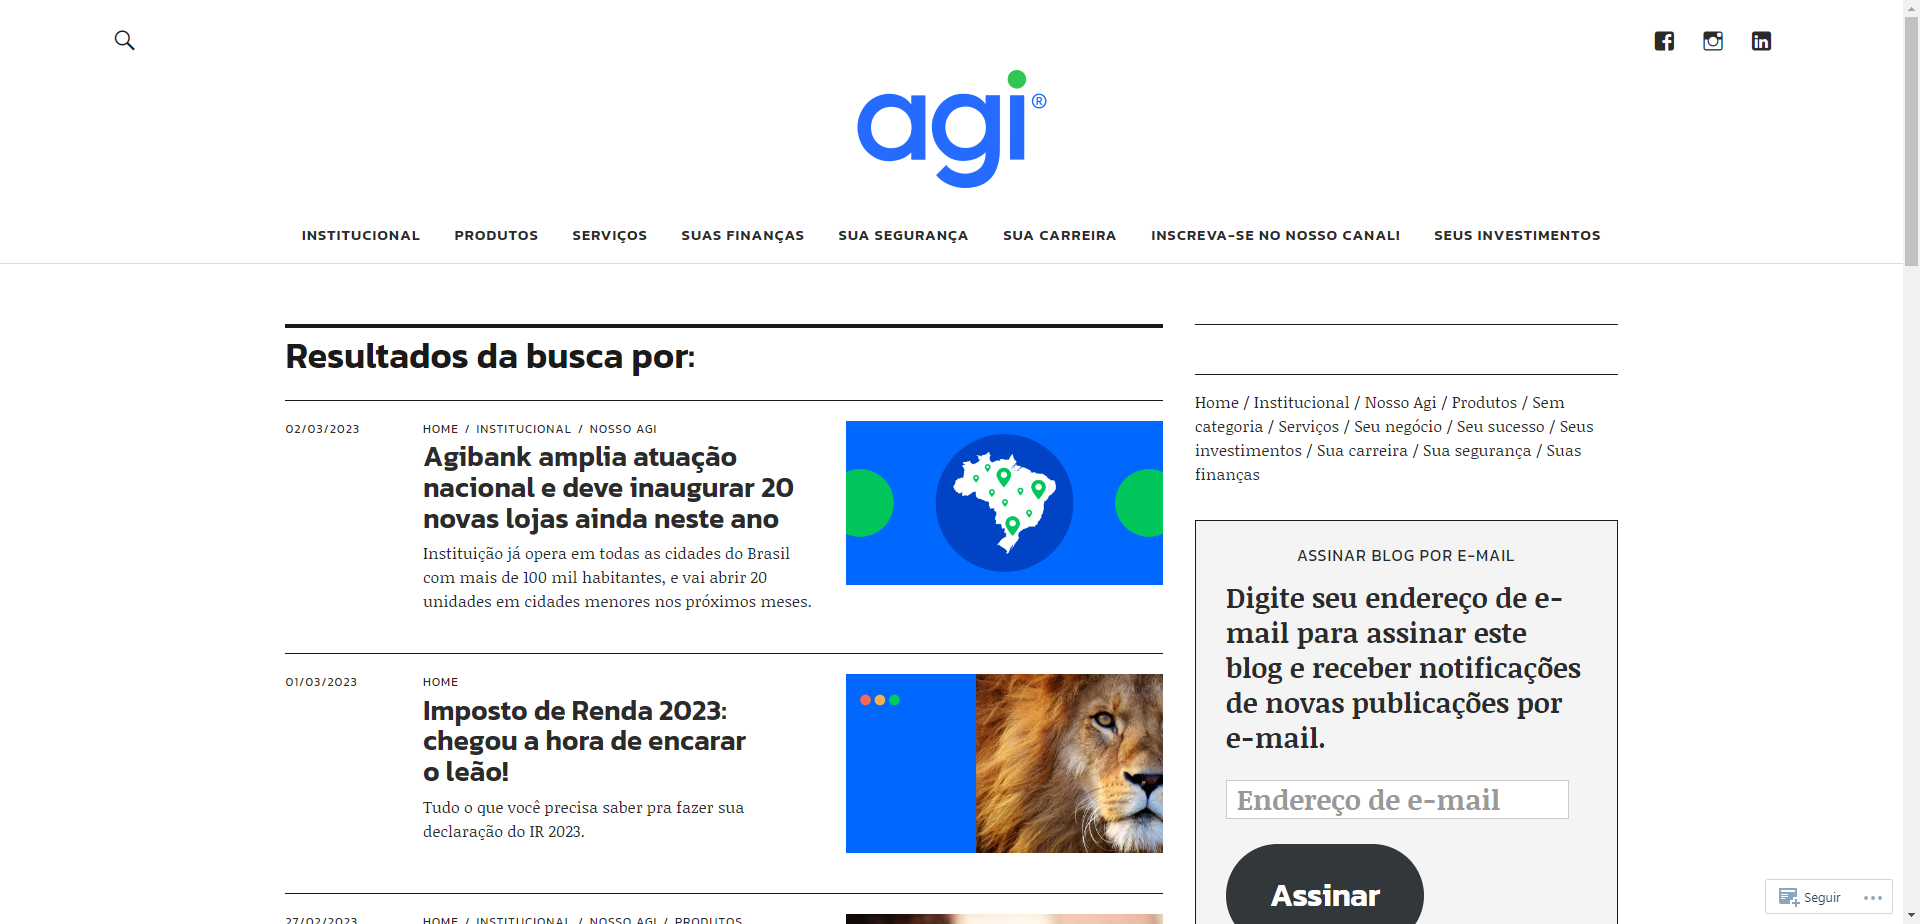 agi®
INSTITUCIONAL PRODUTOS SERVIÇOS SUAS FINANÇAS SUA SEGURANÇA SUA CARREIRA INSCREVA-SE NO NOSSO CANAL! SEUS INVESTIMENTOS
Resultados da busca por:
02/03/2023
HOME / INSTITUCIONAL / NOSSO AGI
Agibank amplia atuação
nacional e deve inaugurar 20
novas lojas ainda neste ano
Instituição já opera em todas as cidades do Brasil
com mais de 100 mil habitantes, e vai abrir 20
unidades em cidades menores nos próximos meses.
01/03/2023
HOME
Imposto de Renda 2023:
chegou a hora de encarar
o leão!
Tudo o que você precisa saber pra fazer sua
declaração do IR 2023.
27/02/2023
HOME / INSTITUCIONAL / NOSSO AGI / PRODUTOS
Home / Institucional / Nosso Agi / Produtos / Sem
categoria / Serviços / Seu negócio / Seu sucesso / Seus
investimentos / Sua carreira / Sua segurança / Suas
finanças
ASSINAR BLOG POR E-MAIL
Digite seu endereço de e-
mail para assinar este
blog e receber notificações
de novas publicações por
e-mail.
Endereço de e-mail
Assinar
Seguir